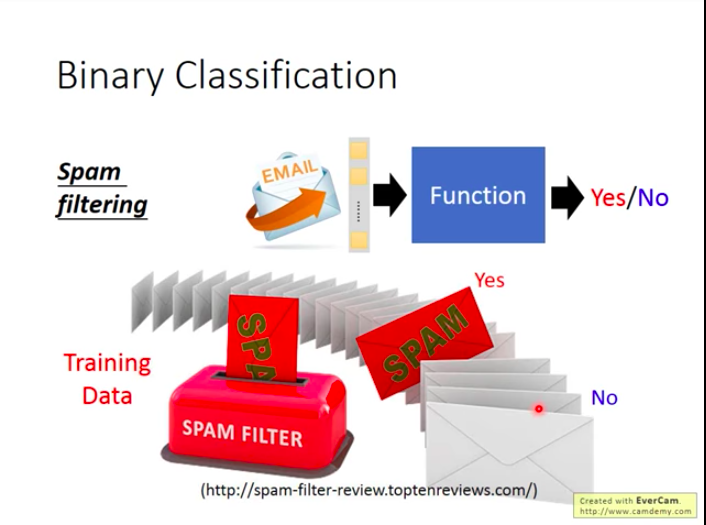 Binary Classification
Spam
filtering
EMAIL
......
Function
Yes/No
Yes
SPAM
SPA
Training
Data
No
SPAM FILTER
(http://spam-filter-review.toptenreviews.com/)
Created with EverCam.
http://www.camdemy.com